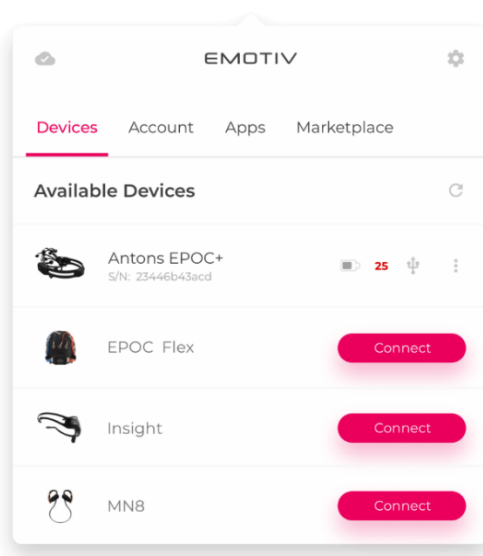 EMOTIV
Devices Account Apps Marketplace
Available Devices
Antons EPOC+
S/N: 23446b43acd
25
EPOC Flex
Connect
Insight
Connect
MN8
Connect